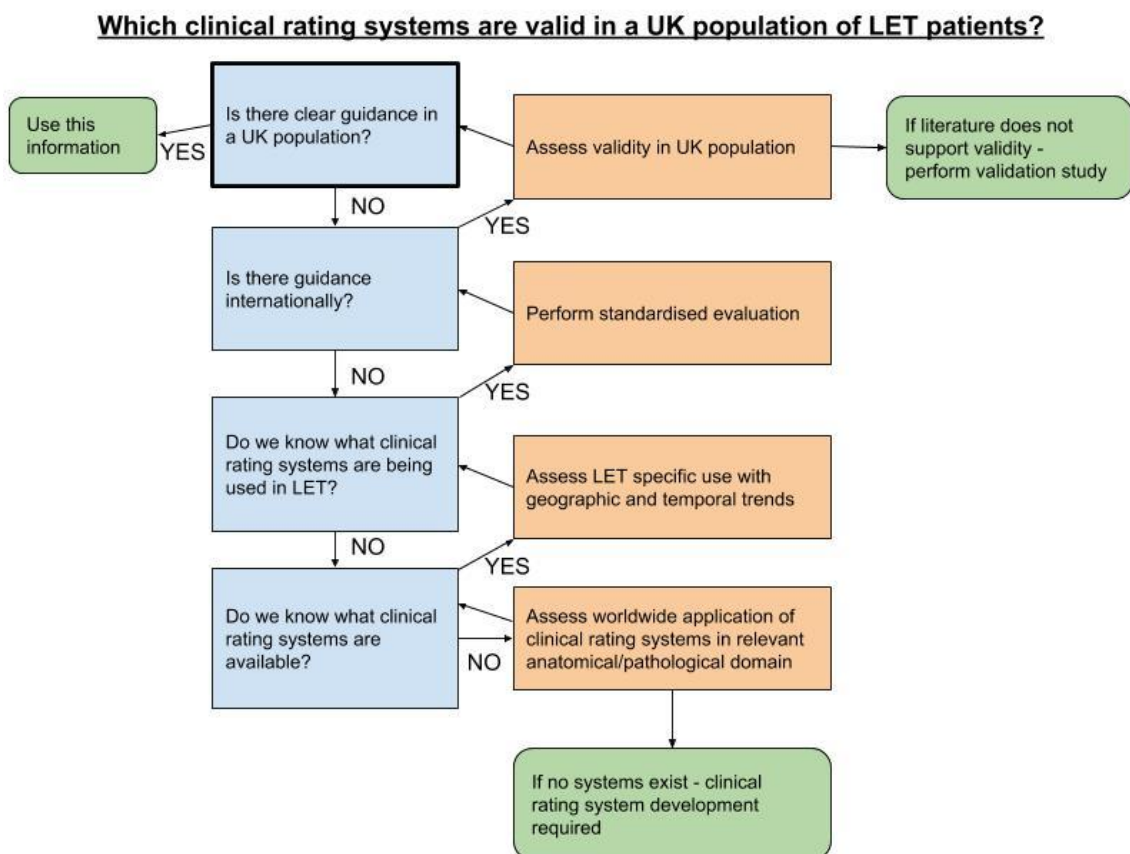 Which clinical rating systems are valid in a UK population of LET patients?
Use this
information
YES
Is there clear guidance in
a UK population?
Assess validity in UK population
If literature does not
support validity -
perform validation study
NO
YES
Is there guidance
internationally?
Perform standardised evaluation
NO
YES
Do we know what clinical
rating systems are being
used in LET?
Assess LET specific use with
geographic and temporal trends
NO
YES
Do we know what clinical
rating systems are
available?
NO
Assess worldwide application of
clinical rating systems in relevant
anatomical/pathological domain
If no systems exist - clinical
rating system development
required